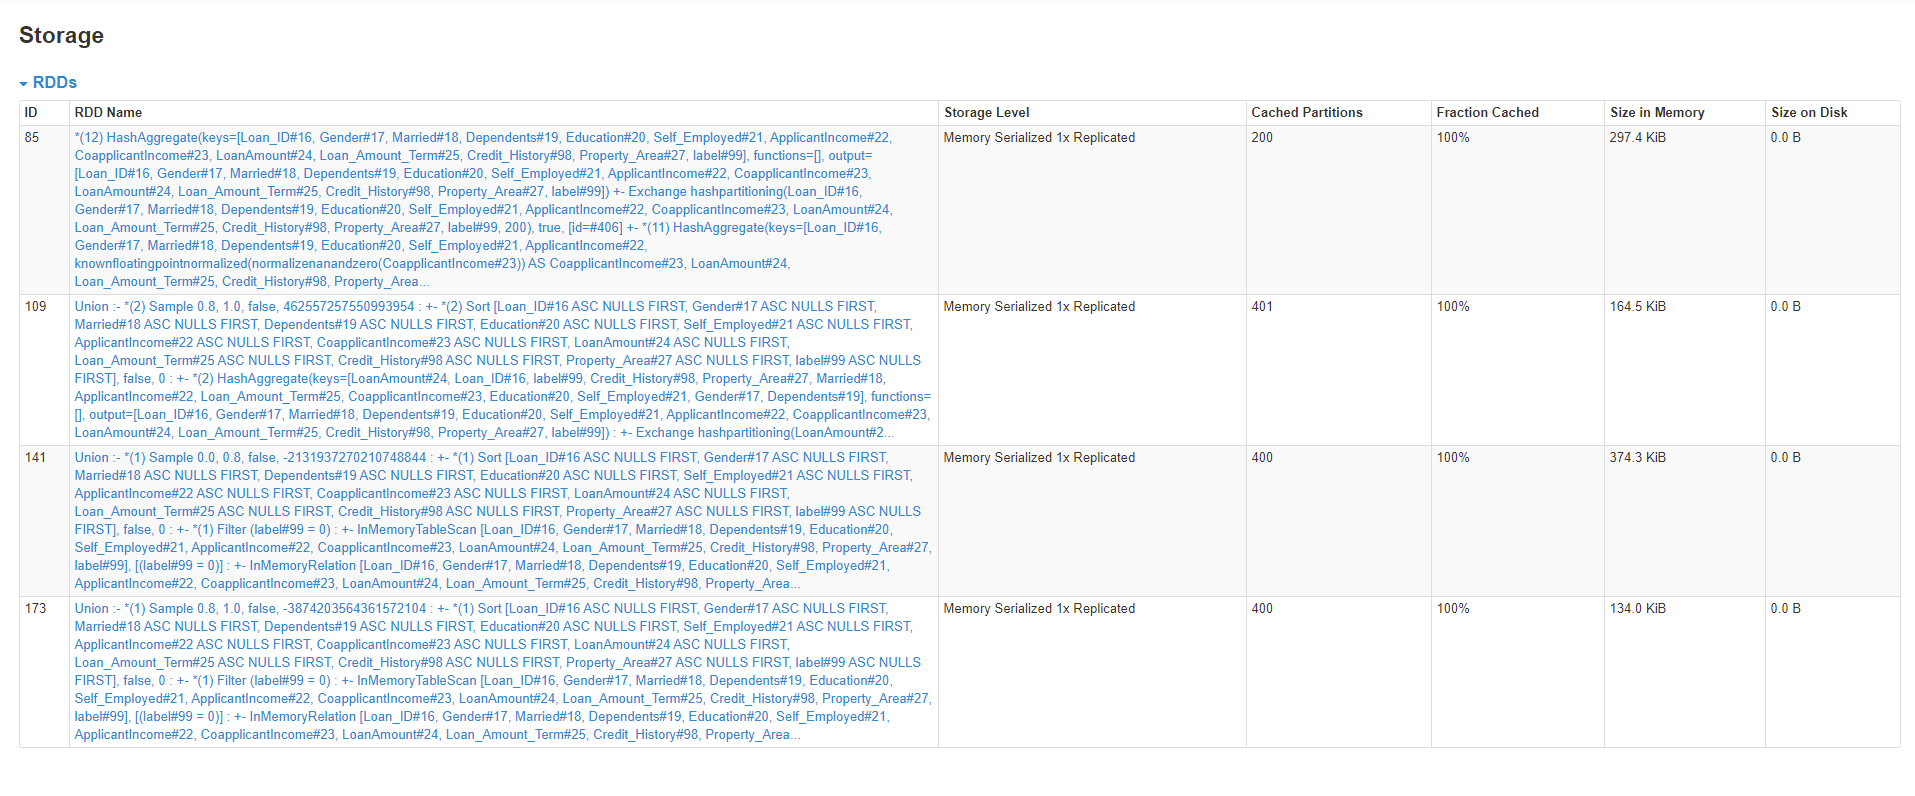 Storage
RDDs
ID RDD Name Storage Level Cached Partitions Fraction Cached Size in Memory Size on Disk
85 *(12) HashAggregate(keys=[Loan_ID#16, Gender#17, Married#18, Dependents#19, Education#20, Self_Employed#21, ApplicantIncome#22, Memory Serialized 1x Replicated 200 100% 297.4 KiB 0.0 B
CoapplicantIncome#23, LoanAmount#24, Loan_Amount_Term#25, Credit_History#98, Property_Area#27, label#99], functions=[], output=
[Loan_ID#16, Gender#17, Married#18, Dependents#19, Education#20, Self_Employed#21, ApplicantIncome#22, CoapplicantIncome#23,
LoanAmount#24, Loan_Amount_Term#25, Credit_History#98, Property_Area#27, label#99]) +- Exchange hashpartitioning(Loan_ID#16,
Gender#17, Married#18, Dependents#19, Education#20, Self_Employed#21, ApplicantIncome#22, CoapplicantIncome#23, LoanAmount#24,
Loan_Amount_Term#25, Credit_History#98, Property_Area#27, label#99, 200), true, [id=#406] +- *(11) HashAggregate(keys=[Loan_ID#16,
Gender#17, Married#18, Dependents#19, Education#20, Self_Employed#21, ApplicantIncome#22,
knownfloatingpointnormalized(normalizenanandzero(CoapplicantIncome#23)) AS CoapplicantIncome#23, LoanAmount#24,
Loan_Amount_Term#25, Credit_History#98, Property_Area...
109 Union :- *(2) Sample 0.8, 1.0, false, 462557257550993954 : +- *(2) Sort [Loan_ID#16 ASC NULLS FIRST, Gender#17 ASC NULLS FIRST, Memory Serialized 1x Replicated 401 100% 164.5 KiB 0.0 B
Married#18 ASC NULLS FIRST, Dependents#19 ASC NULLS FIRST, Education#20 ASC NULLS FIRST, Self_Employed#21 ASC NULLS FIRST,
ApplicantIncome#22 ASC NULLS FIRST, CoapplicantIncome#23 ASC NULLS FIRST, LoanAmount#24 ASC NULLS FIRST,
Loan_Amount_Term#25 ASC NULLS FIRST, Credit_History#98 ASC NULLS FIRST, Property_Area#27 ASC NULLS FIRST, label#99 ASC NULLS
FIRST], false, 0 : +- *(2) HashAggregate(keys=[LoanAmount#24, Loan_ID#16, label#99, Credit_History#98, Property_Area#27, Married#18,
ApplicantIncome#22, Loan_Amount_Term#25, CoapplicantIncome#23, Education#20, Self_Employed#21, Gender#17, Dependents#19], functions=
[], output=[Loan_ID#16, Gender#17, Married#18, Dependents#19, Education#20, Self_Employed#21, ApplicantIncome#22, CoapplicantIncome#23,
LoanAmount#24, Loan_Amount_Term#25, Credit_History#98, Property_Area#27, label#99]) : +- Exchange hashpartitioning(LoanAmount#2...
141 Union :- *(1) Sample 0.0, 0.8, false, -2131937270210748844 : +- *(1) Sort [Loan_ID#16 ASC NULLS FIRST, Gender#17 ASC NULLS FIRST, Memory Serialized 1x Replicated 400 100% 374.3 KiB 0.0 B
Married#18 ASC NULLS FIRST, Dependents#19 ASC NULLS FIRST, Education#20 ASC NULLS FIRST, Self_Employed#21 ASC NULLS FIRST,
ApplicantIncome#22 ASC NULLS FIRST, CoapplicantIncome#23 ASC NULLS FIRST, LoanAmount#24 ASC NULLS FIRST,
Loan_Amount_Term#25 ASC NULLS FIRST, Credit_History#98 ASC NULLS FIRST, Property_Area#27 ASC NULLS FIRST, label#99 ASC NULLS
FIRST], false, 0 : +- *(1) Filter (label#99 = 0) : +- InMemoryTableScan [Loan_ID#16, Gender#17, Married#18, Dependents#19, Education#20,
Self_Employed#21, ApplicantIncome#22, CoapplicantIncome#23, LoanAmount#24, Loan_Amount_Term#25, Credit_History#98, Property_Area#27,
label#99], [(label#99 = 0)] : +- InMemoryRelation [Loan_ID#16, Gender#17, Married#18, Dependents#19, Education#20, Self_Employed#21,
ApplicantIncome#22, CoapplicantIncome#23, LoanAmount#24, Loan_Amount_Term#25, Credit_History#98, Property_Area...
173 Union :- *(1) Sample 0.8, 1.0, false, -3874203564361572104 : +- *(1) Sort [Loan_ID#16 ASC NULLS FIRST, Gender#17 ASC NULLS FIRST, Memory Serialized 1x Replicated 400 100% 134.0 KiB 0.0 B
Married#18 ASC NULLS FIRST, Dependents#19 ASC NULLS FIRST, Education#20 ASC NULLS FIRST, Self_Employed#21 ASC NULLS FIRST,
ApplicantIncome#22 ASC NULLS FIRST, CoapplicantIncome#23 ASC NULLS FIRST, LoanAmount#24 ASC NULLS FIRST,
Loan_Amount_Term#25 ASC NULLS FIRST, Credit_History#98 ASC NULLS FIRST, Property_Area#27 ASC NULLS FIRST, label#99 ASC NULLS
FIRST], false, 0 : +- *(1) Filter (label#99 = 0) : +- InMemoryTableScan [Loan_ID#16, Gender#17, Married#18, Dependents#19, Education#20,
Self_Employed#21, ApplicantIncome#22, CoapplicantIncome#23, LoanAmount#24, Loan_Amount_Term#25, Credit_History#98, Property_Area#27,
label#99], [(label#99 = 0)] : +- InMemoryRelation [Loan_ID#16, Gender#17, Married#18, Dependents#19, Education#20, Self_Employed#21,
ApplicantIncome#22, CoapplicantIncome#23, LoanAmount#24, Loan_Amount_Term#25, Credit_History#98, Property_Area...